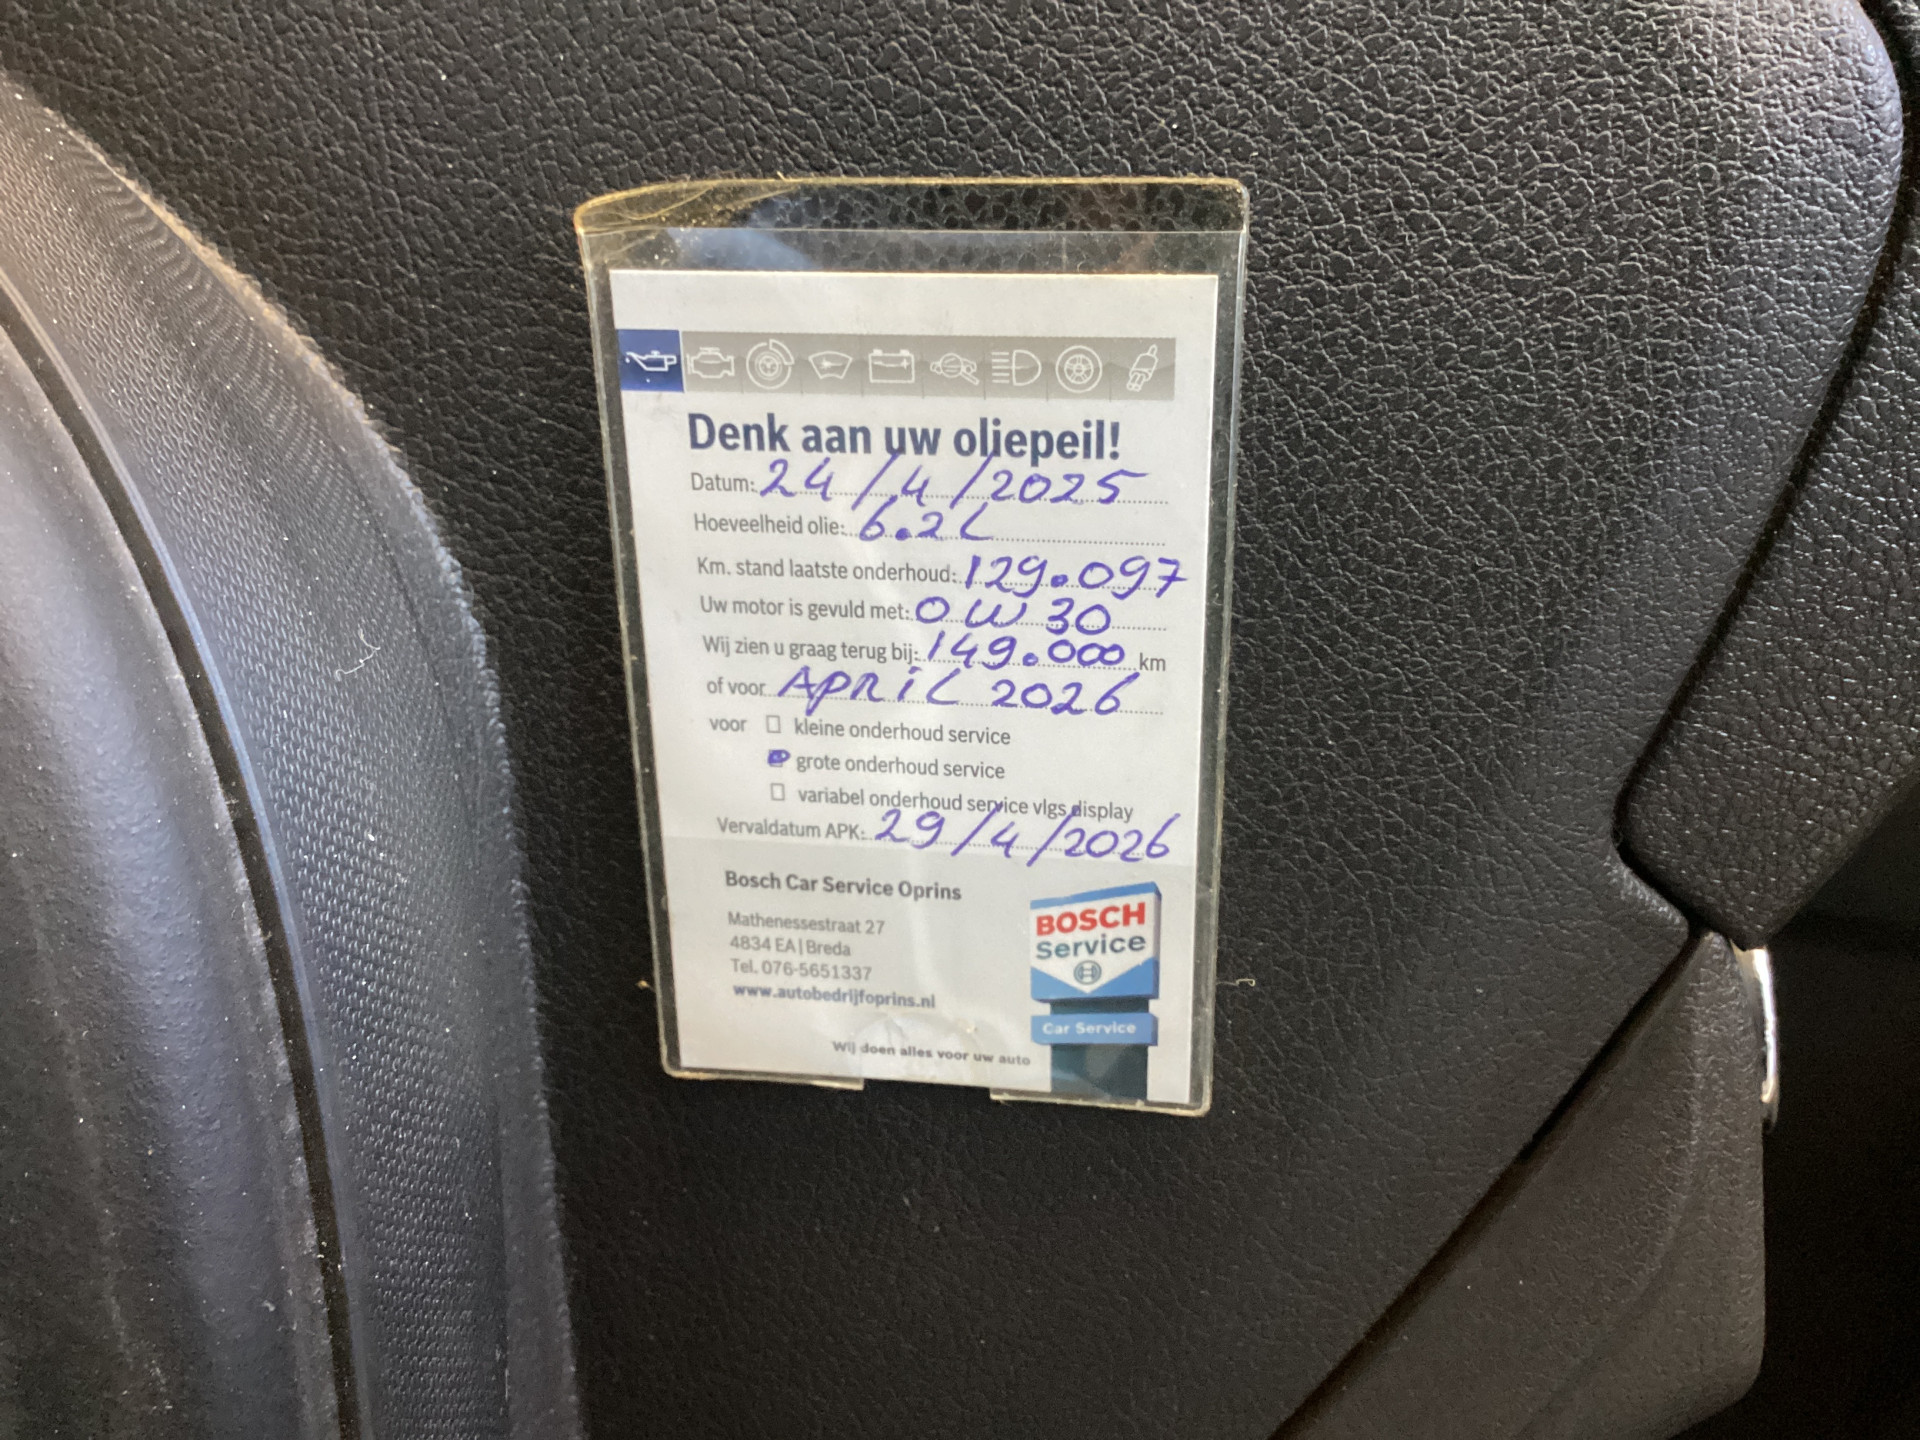 Denk aan uw oliepeil!
Datum: 24/4/2025
Hoeveelheid olie: 6.2L
Km. stand laatste onderhoud: 129.097
Uw motor is gevuld met: 0W30
Wij zien u graag terug bij: 149.000 km
of voor APRiL 2026
voor kleine onderhoud service
grote onderhoud service
variabel onderhoud service vlgs display
Vervaldatum APK: 29/4/2026
Bosch Car Service Oprins
Mathenessestraat 27
4834 EA | Breda
Tel. 076-5651337
www.autobedrijfoprins.nl
Wij doen alles voor uw auto
BOSCH
Service
Car Service